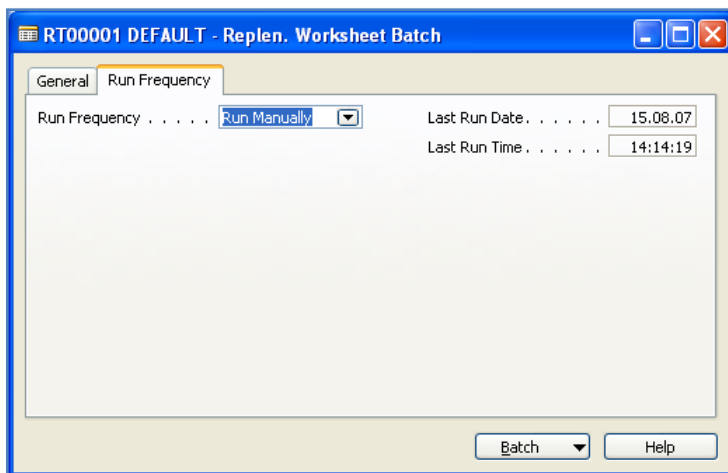 RT00001 DEFAULT - Replen. Worksheet Batch
General Run Frequency
Run Frequency . . . . . Run Manually Last Run Date . . . . . . 15.08.07
Last Run Time . . . . . . 14:14:19
Batch Help